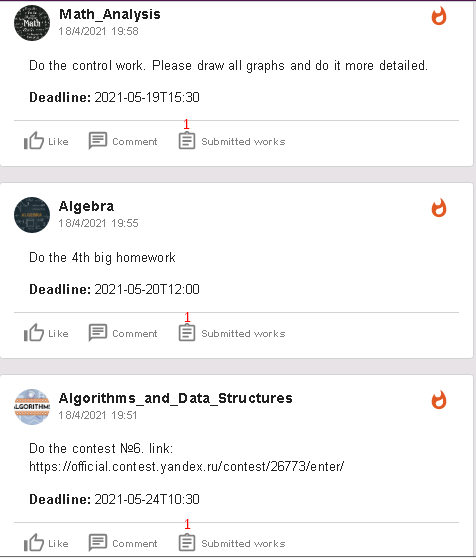 Math_Analysis
18/4/2021 19:58
Do the control work. Please draw all graphs and do it more detailed.
Deadline: 2021-05-19T15:30
1
Like Comment Submitted works
ALGEBRA
Algebra
18/4/2021 19:55
Do the 4th big homework
Deadline: 2021-05-20T12:00
1
Like Comment Submitted works
Algorithms_and_Data_Structures
18/4/2021 19:51
Do the contest №6. link:
https://official.contest.yandex.ru/contest/26773/enter/
Deadline: 2021-05-24T10:30
1
Like Comment Submitted works